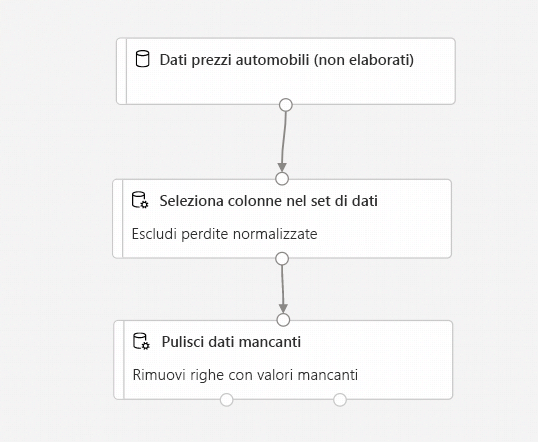 Dati prezzi automobili (non elaborati)
Seleziona colonne nel set di dati
Escludi perdite normalizzate
Pulisci dati mancanti
Rimuovi righe con valori mancanti